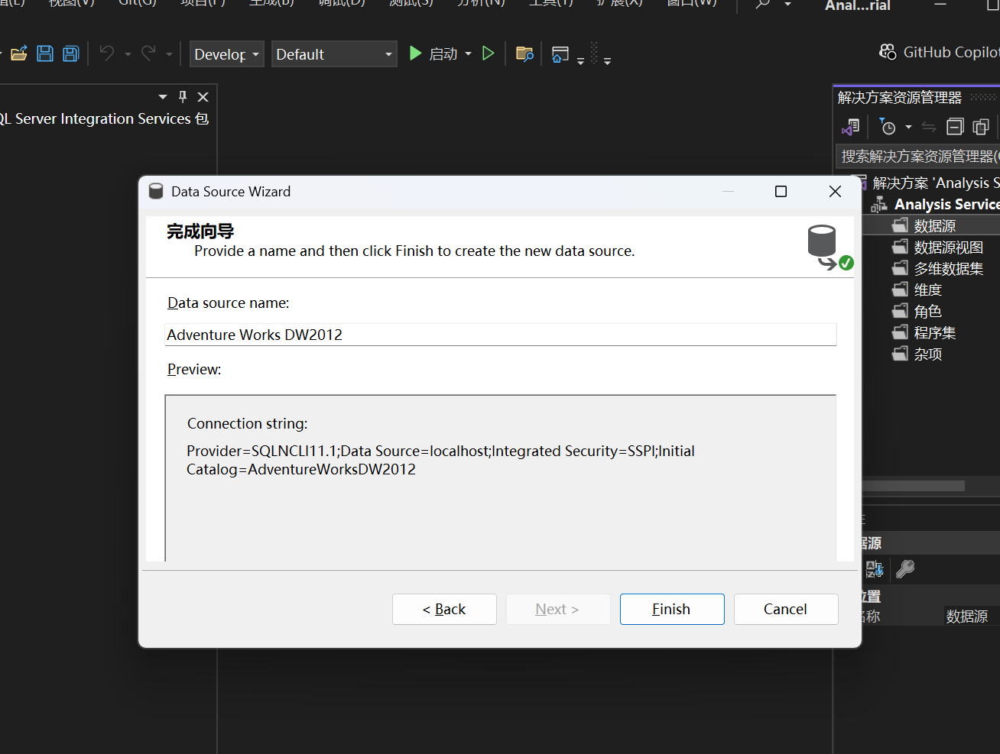 视图(V) Git(G) 项目(P) 生成(B) 调试(D) 测试(S) 分析(N) 工具(T) 扩展(X) 窗口(W) Anal...rial
Develop Default 启动 GitHub Copilot
解决方案资源管理器
QL Server Integration Services 包
搜索解决方案资源管理器(
解决方案 'Analysis S
Analysis Service
数据源
数据源视图
多维数据集
维度
角色
程序集
杂项
Data Source Wizard
完成向导
Provide a name and then click Finish to create the new data source.
Data source name:
Adventure Works DW2012
Preview:
Connection string:
Provider=SQLNCLI11.1;Data Source=localhost;Integrated Security=SSPI;Initial
Catalog=AdventureWorksDW2012
< Back Next > Finish Cancel
据源
位置
名称 数据源